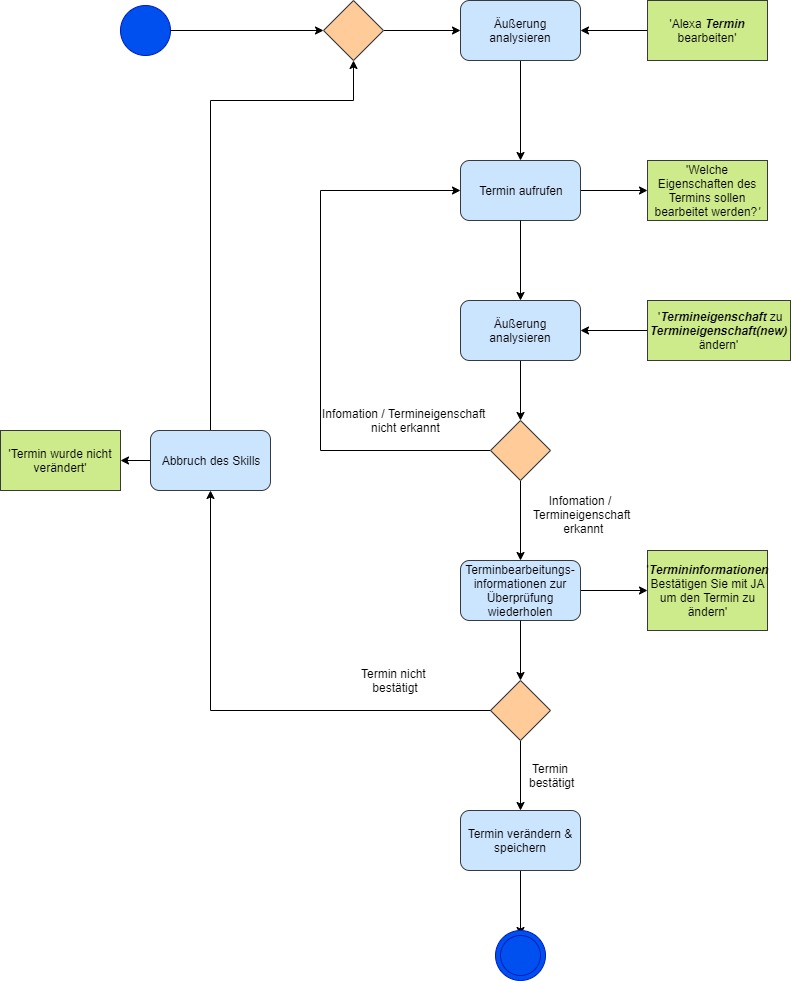 Äußerung
analysieren
'Alexa Termin
bearbeiten'
Termin aufrufen
'Welche
Eigenschaften des
Termins sollen
bearbeitet werden?'
Äußerung
analysieren
'Termineigenschaft zu
Termineigenschaft(new)
ändern'
Infomation / Termineigenschaft
nicht erkannt
Abbruch des Skills
'Termin wurde nicht
verändert'
Infomation /
Termineigenschaft
erkannt
Terminbearbeitungs-
informationen zur
Überprüfung
wiederholen
'Termininformationen
Bestätigen Sie mit JA
um den Termin zu
ändern'
Termin nicht
bestätigt
Termin
bestätigt
Termin verändern &
speichern